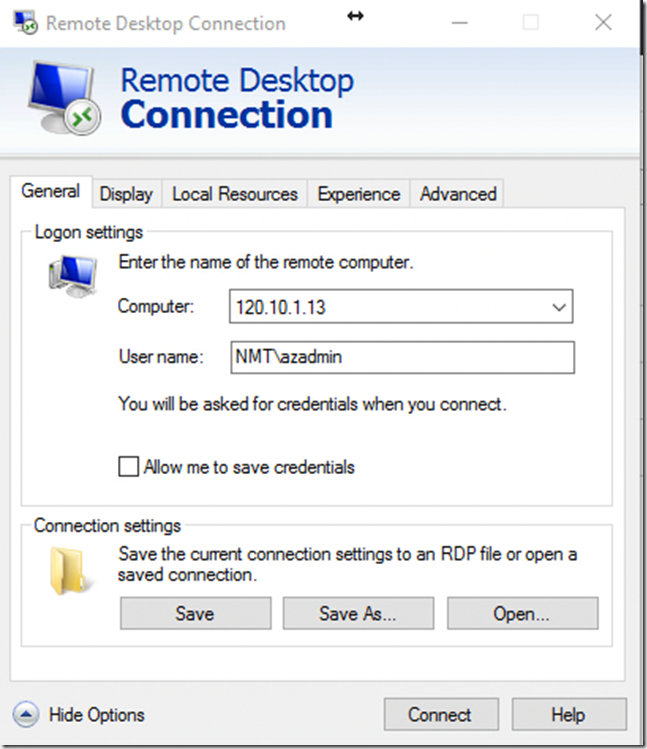 Remote Desktop Connection
Remote Desktop
Connection
General Display Local Resources Experience Advanced
Logon settings
Enter the name of the remote computer.
Computer: 120.10.1.13
User name: NMT\azadmin
You will be asked for credentials when you connect.
Allow me to save credentials
Connection settings
Save the current connection settings to an RDP file or open a
saved connection.
Save Save As... Open...
Hide Options Connect Help